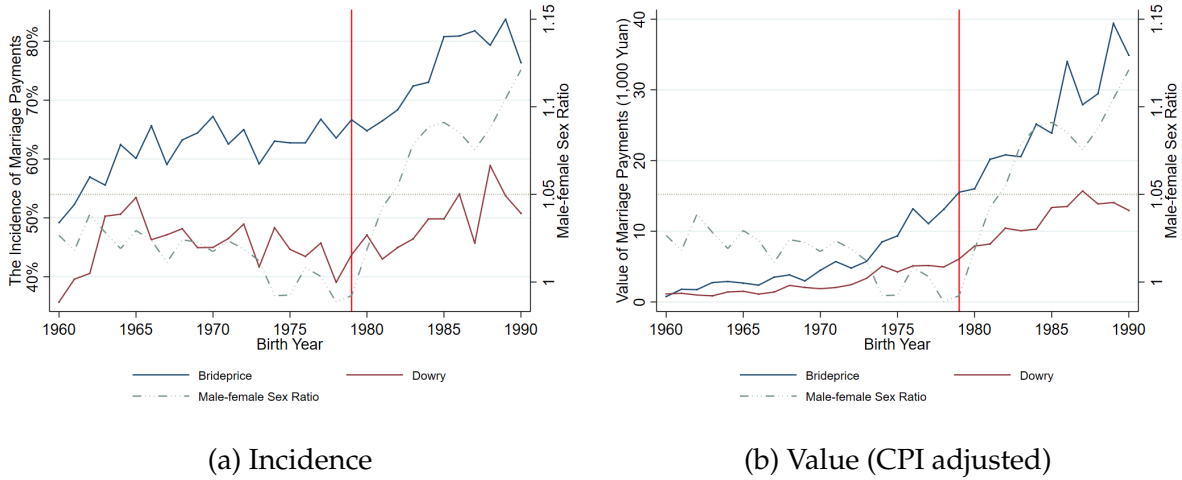 The Incidence of Marriage Payments
80%
70%
60%
50%
40%
1.15
1.1
1.05
1
Male-female Sex Ratio
1960 1965 1970 1975 1980 1985 1990
Birth Year
Brideprice Dowry
Male-female Sex Ratio
(a) Incidence
Value of Marriage Payments (1,000 Yuan)
40
30
20
10
0
1.15
1.1
1.05
1
Male-female Sex Ratio
1960 1965 1970 1975 1980 1985 1990
Birth Year
Brideprice Dowry
Male-female Sex Ratio
(b) Value (CPI adjusted)